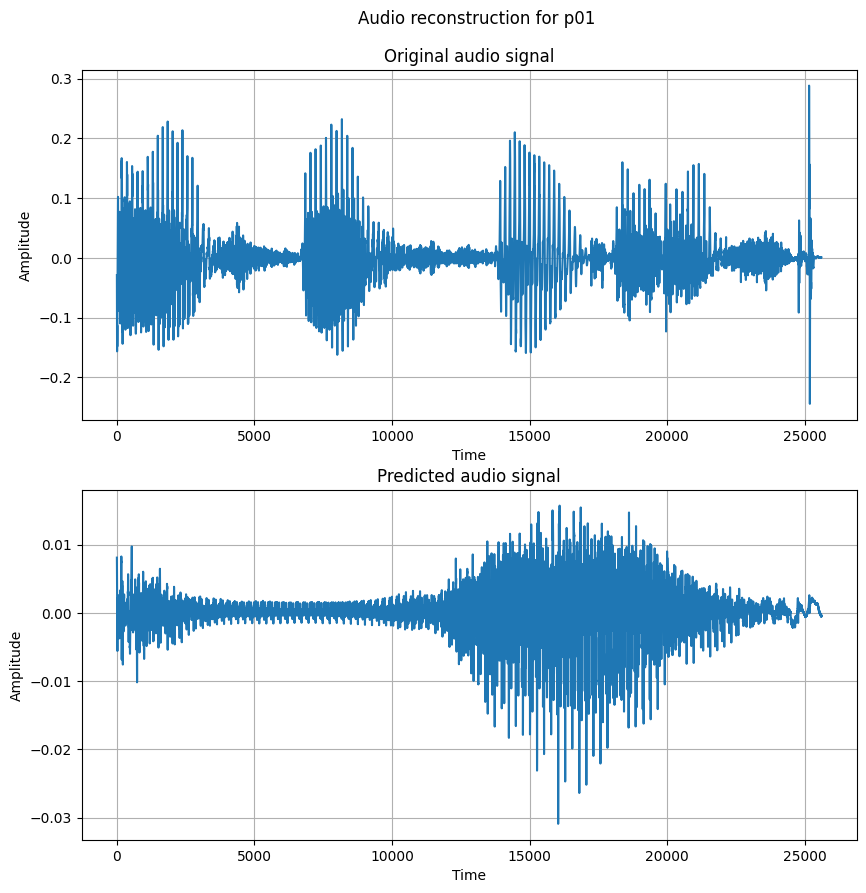 Audio reconstruction for p01
Original audio signal
0.3
0.2
0.1
0.0
−0.1
−0.2
Amplitude
0 5000 10000 15000 20000 25000
Time
Predicted audio signal
0.01
0.00
−0.01
−0.02
−0.03
Amplitude
0 5000 10000 15000 20000 25000
Time